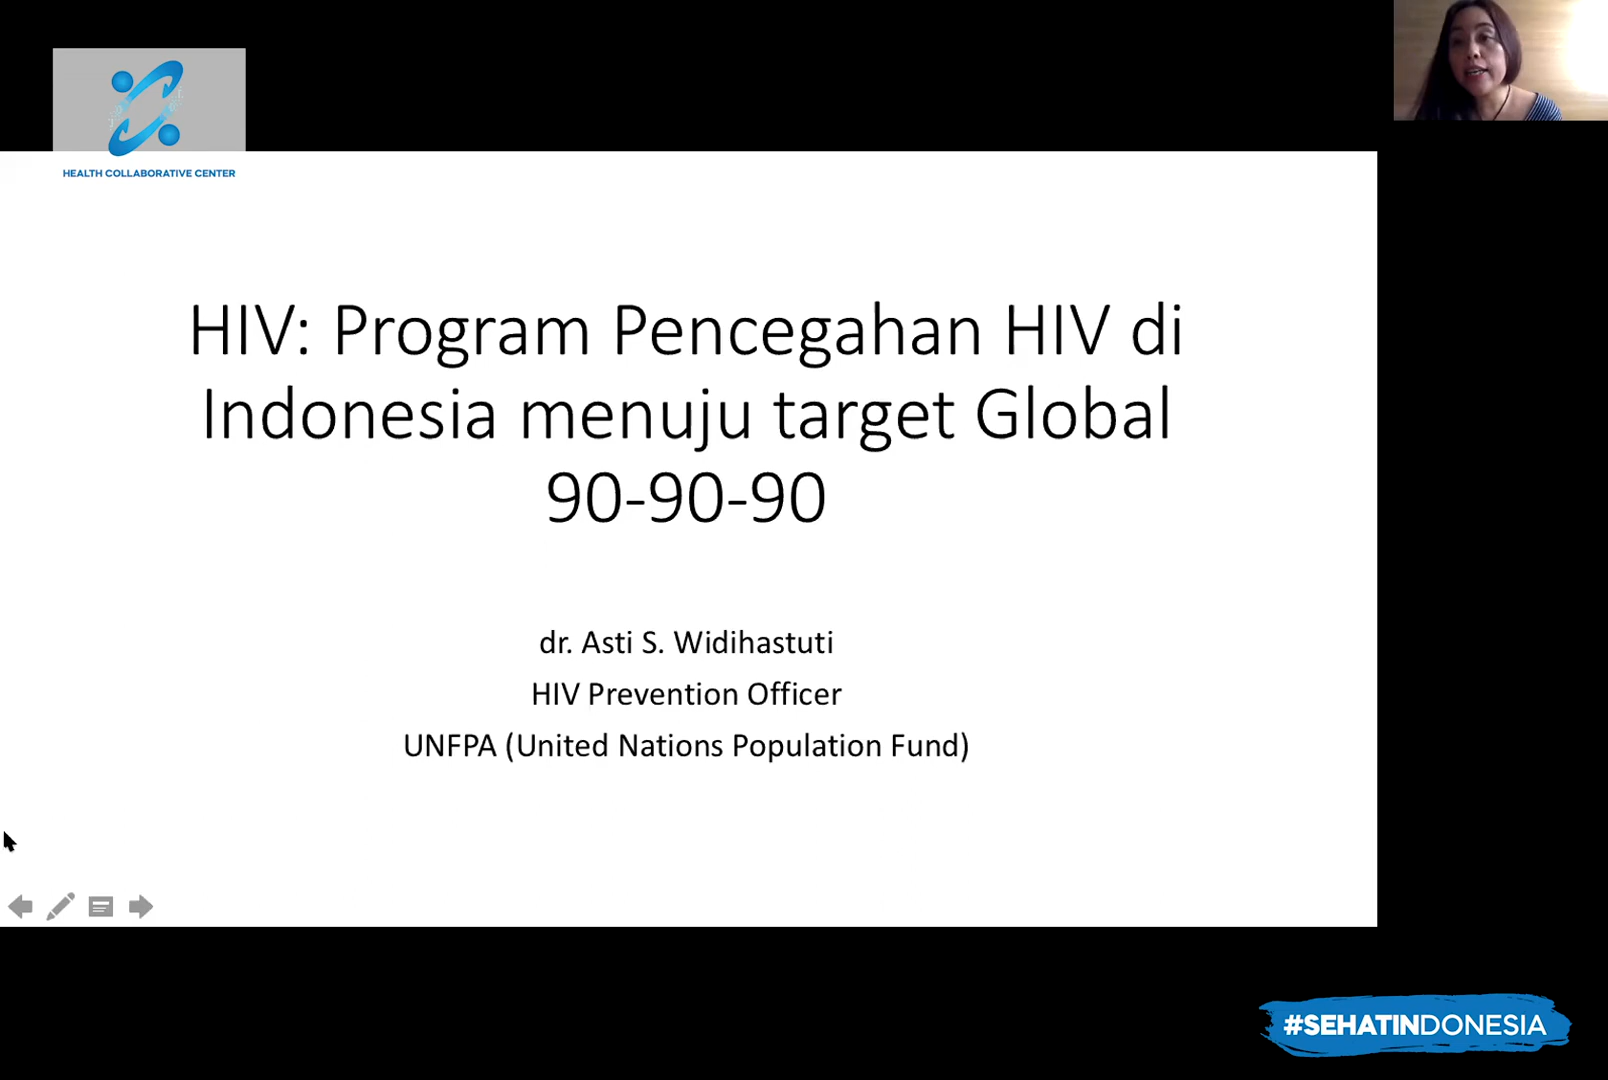 HEALTH COLLABORATIVE CENTER
HIV: Program Pencegahan HIV di
Indonesia menuju target Global
90-90-90
dr. Asti S. Widihastuti
HIV Prevention Officer
UNFPA (United Nations Population Fund)
#SEHATINDONESIA